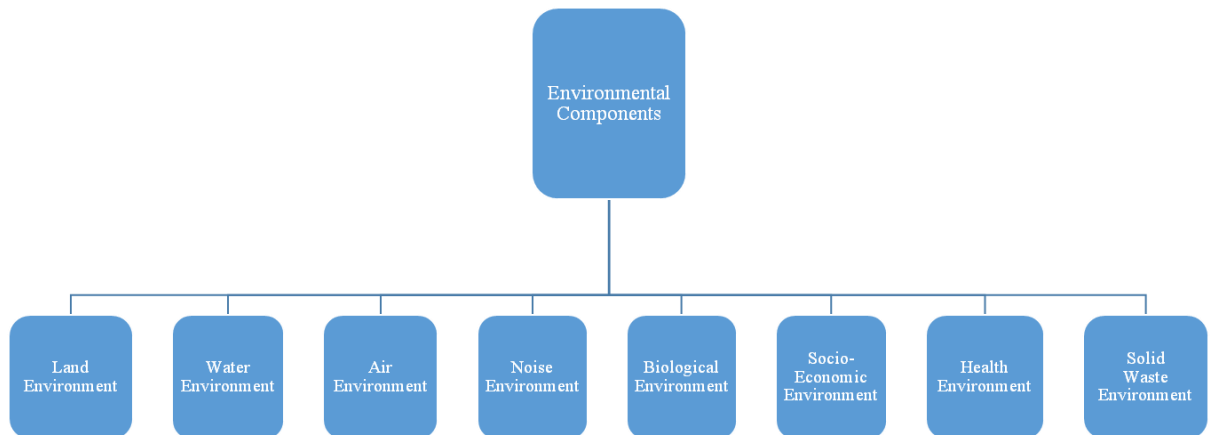 Environmental
Components
Land
Environment
Water
Environment
Air
Environment
Noise
Environment
Biological
Environment
Socio-
Economic
Environment
Health
Environment
Solid
Waste
Environment